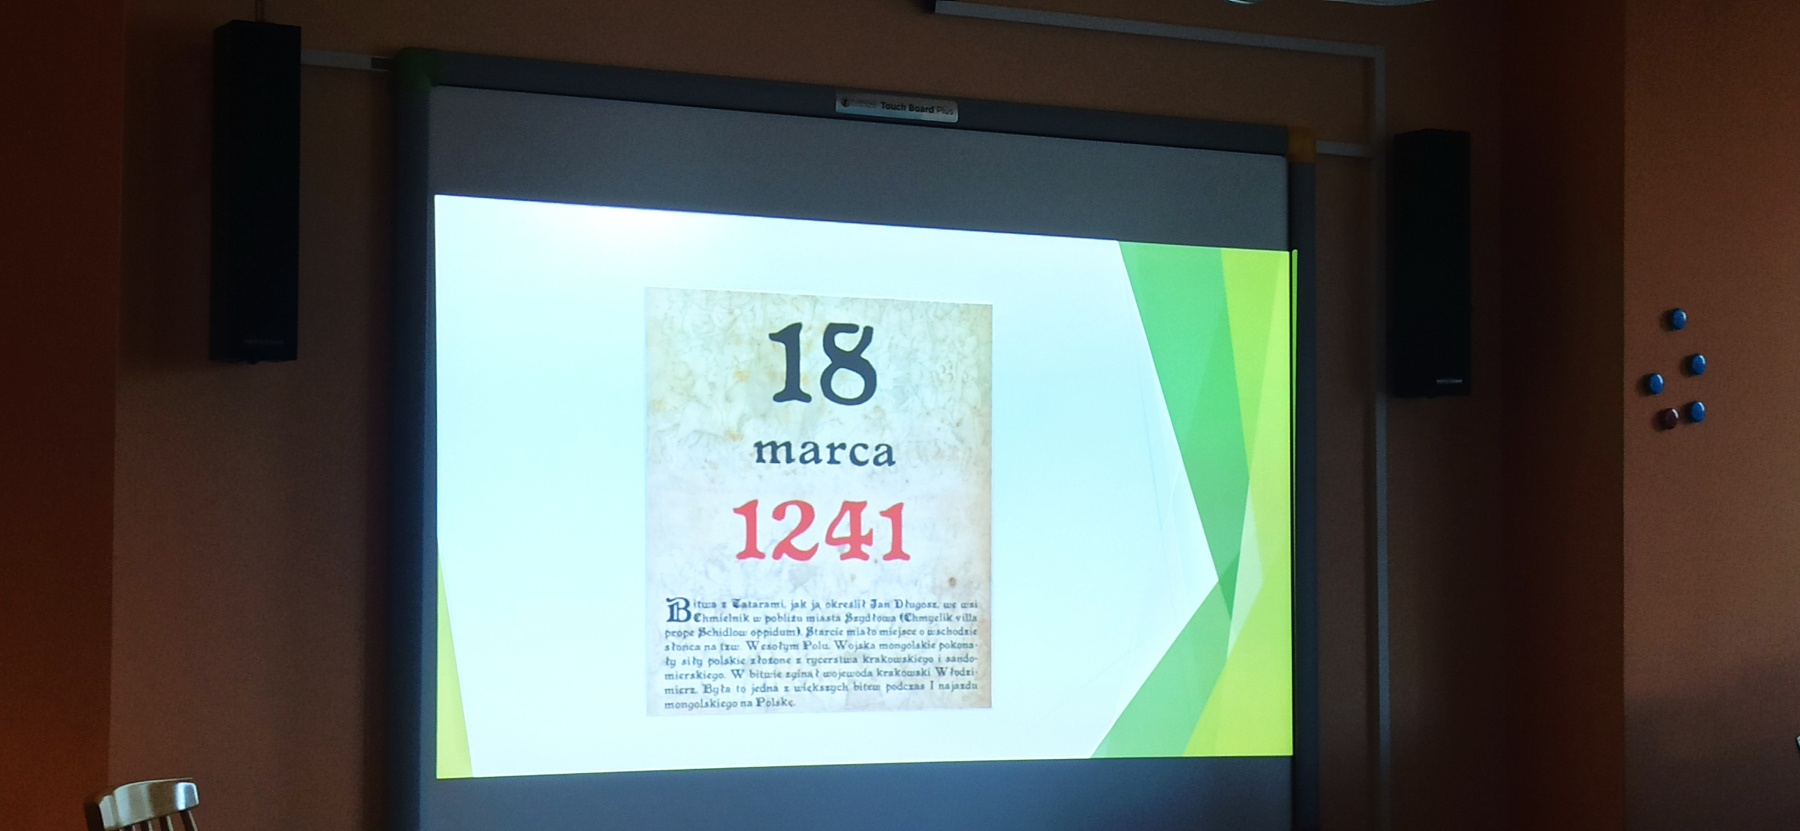 Touch Board Plus
18
marca
1241
Bitwa z Tatarami, jak ją określił Jan Długosz, we wsi
Chmielnik w pobliżu miasta Szydłowa (Chmyelik villa
prope Schidlow oppidum). Starcie miało miejsce o wschodzie
słońca na tzw. Wesołym Polu. Wojska mongolskie pokona-
ły siły polskie złożone z rycerstwa krakowskiego i sando-
mierskiego. W bitwie zginął wojewoda krakowski Włodzi-
mierz. Była to jedna z większych bitew podczas I najazdu
mongolskiego na Polskę.